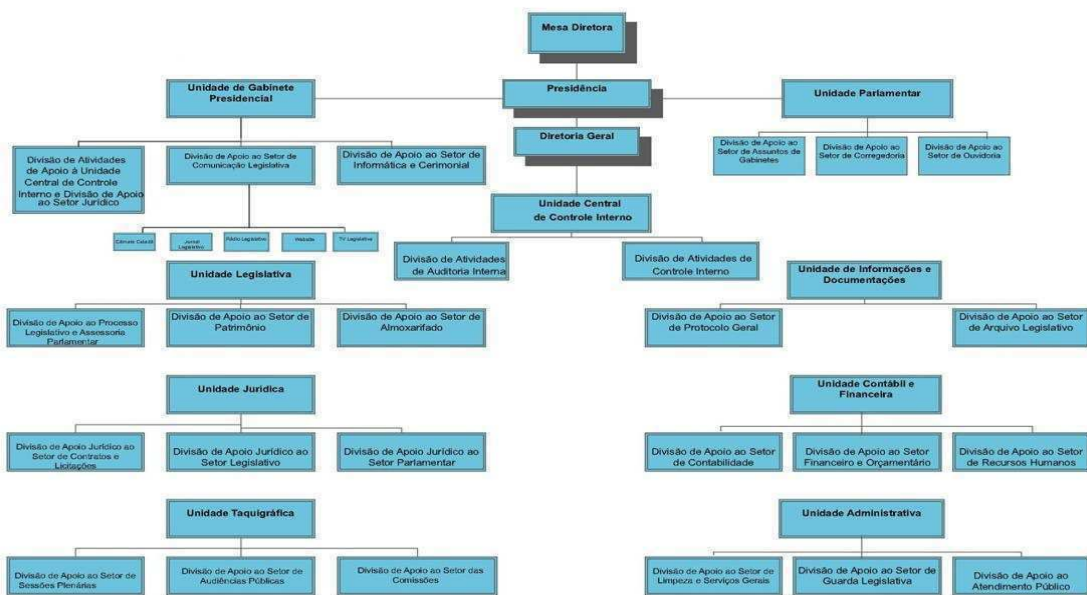 Mesa Diretora
Unidade de Gabinete
Presidencial
Presidência
Unidade Parlamentar
Diretoria Geral
Divisão de Atividades
de Apoio à Unidade
Central de Controle
Interno e Divisão de Apoio
ao Setor Jurídico
Divisão de Apoio ao Setor de
Comunicação Legislativa
Divisão de Apoio ao Setor de
Informática e Cerimonial
Divisão de Apoio ao
Setor de Assuntos de
Gabinetes
Divisão de Apoio ao
Setor de Corregedoria
Divisão de Apoio ao
Setor de Ouvidoria
Unidade Central
de Controle Interno
Câmara Cidadã
Jornal
Legislativo
Rádio Legislativo
Website
TV Legislativa
Divisão de Atividades
de Auditoria Interna
Divisão de Atividades de
Controle Interno
Unidade Legislativa
Unidade de Informações e
Documentações
Divisão de Apoio ao Processo
Legislativo e Assessoria
Parlamentar
Divisão de Apoio ao Setor de
Patrimônio
Divisão de Apoio ao Setor de
Almoxarifado
Divisão de Apoio ao Setor
de Protocolo Geral
Divisão de Apoio ao Setor
de Arquivo Legislativo
Unidade Jurídica
Unidade Contábil e
Financeira
Divisão de Apoio Jurídico ao
Setor de Contratos e
Licitações
Divisão de Apoio Jurídico ao
Setor Legislativo
Divisão de Apoio Jurídico ao
Setor Parlamentar
Divisão de Apoio ao Setor
de Contabilidade
Divisão de Apoio ao Setor
Financeiro e Orçamentário
Divisão de Apoio ao Setor
de Recursos Humanos
Unidade Taquigráfica
Unidade Administrativa
Divisão de Apoio ao Setor de
Sessões Plenárias
Divisão de Apoio ao Setor de
Audiências Públicas
Divisão de Apoio ao Setor das
Comissões
Divisão de Apoio ao Setor de
Limpeza e Serviços Gerais
Divisão de Apoio ao Setor de
Guarda Legislativa
Divisão de Apoio ao
Atendimento Público